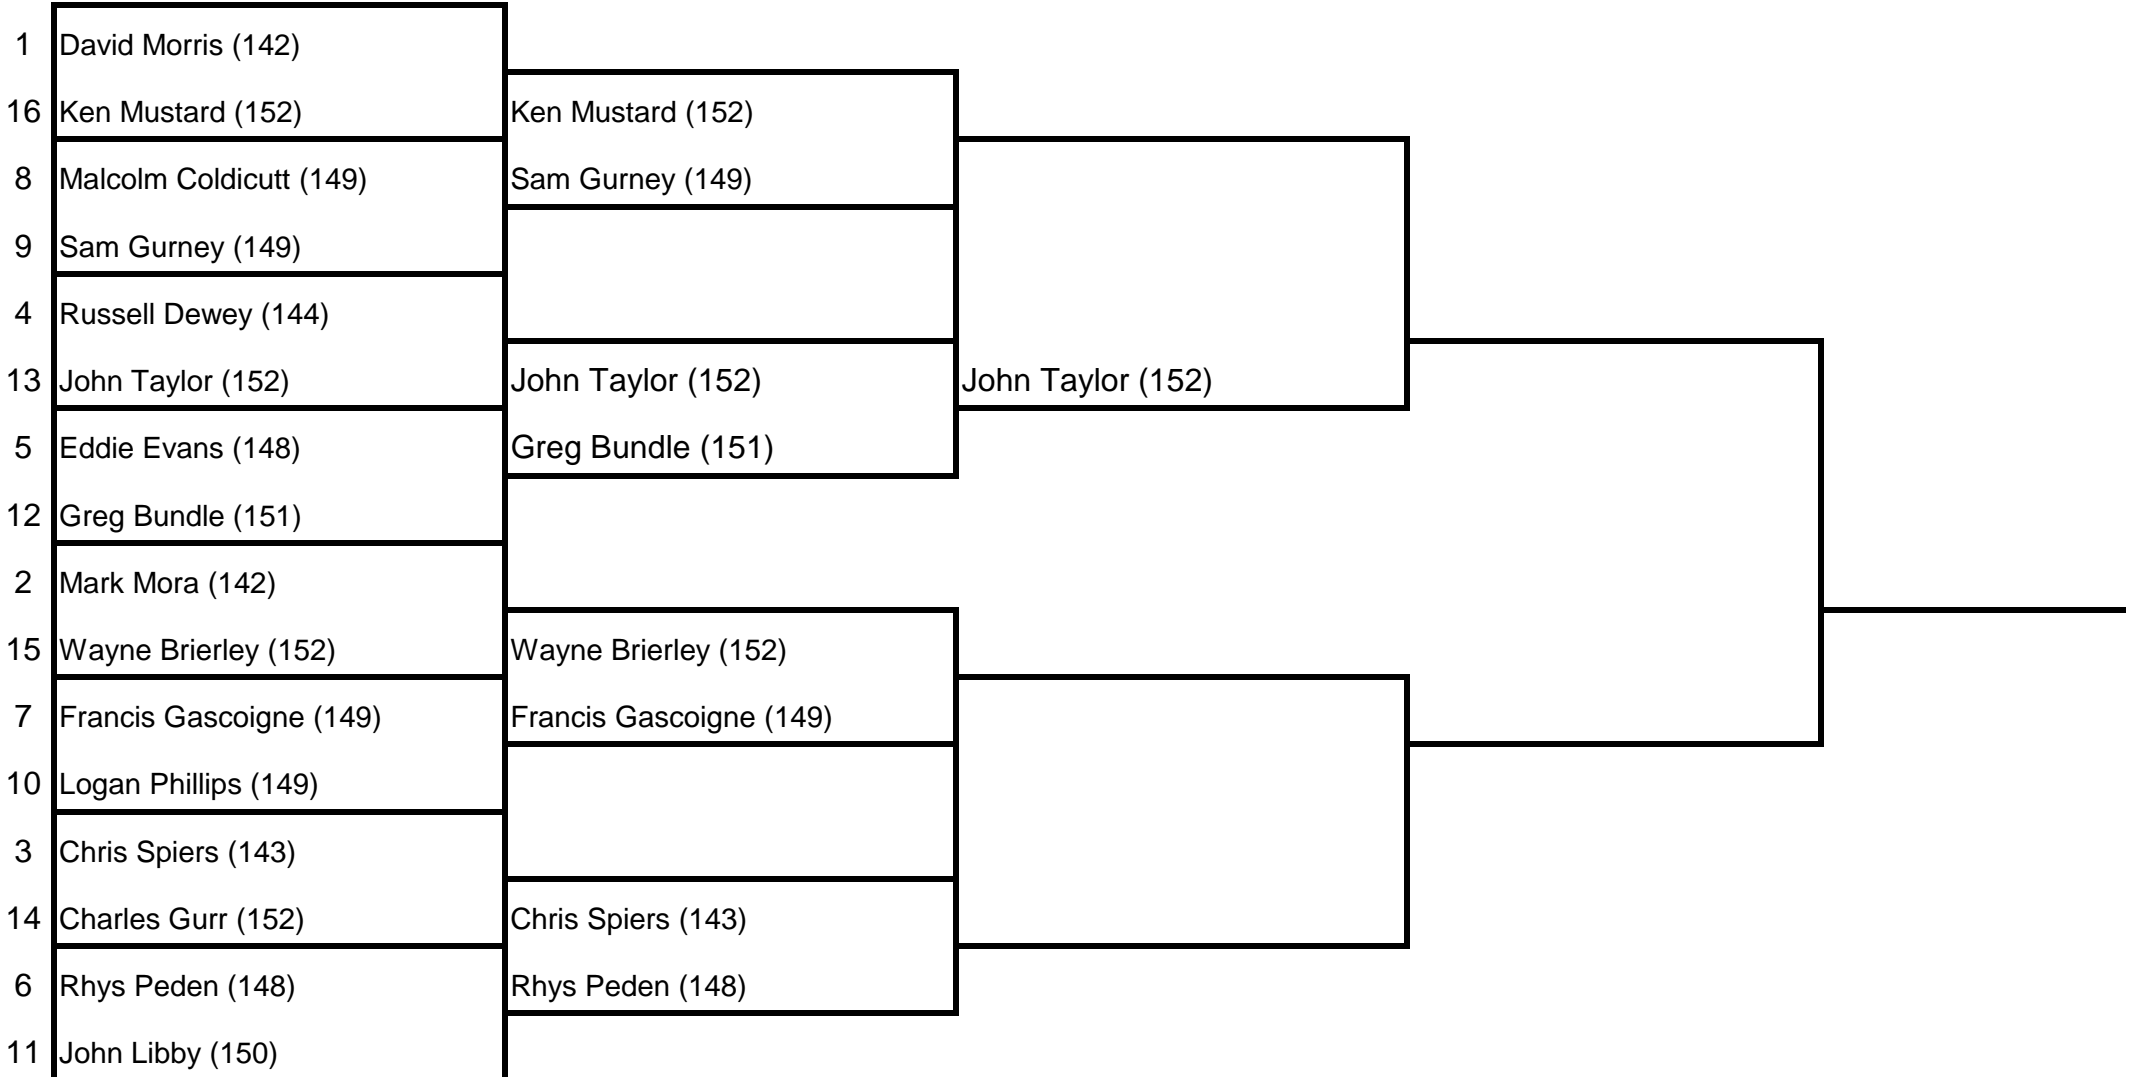 1 David Morris (142)
16 Ken Mustard (152) Ken Mustard (152)
8 Malcolm Coldicutt (149) Sam Gurney (149)
9 Sam Gurney (149)
4 Russell Dewey (144)
13 John Taylor (152) John Taylor (152) John Taylor (152)
5 Eddie Evans (148) Greg Bundle (151)
12 Greg Bundle (151)
2 Mark Mora (142)
15 Wayne Brierley (152) Wayne Brierley (152)
7 Francis Gascoigne (149) Francis Gascoigne (149)
10 Logan Phillips (149)
3 Chris Spiers (143)
14 Charles Gurr (152) Chris Spiers (143)
6 Rhys Peden (148) Rhys Peden (148)
11 John Libby (150)